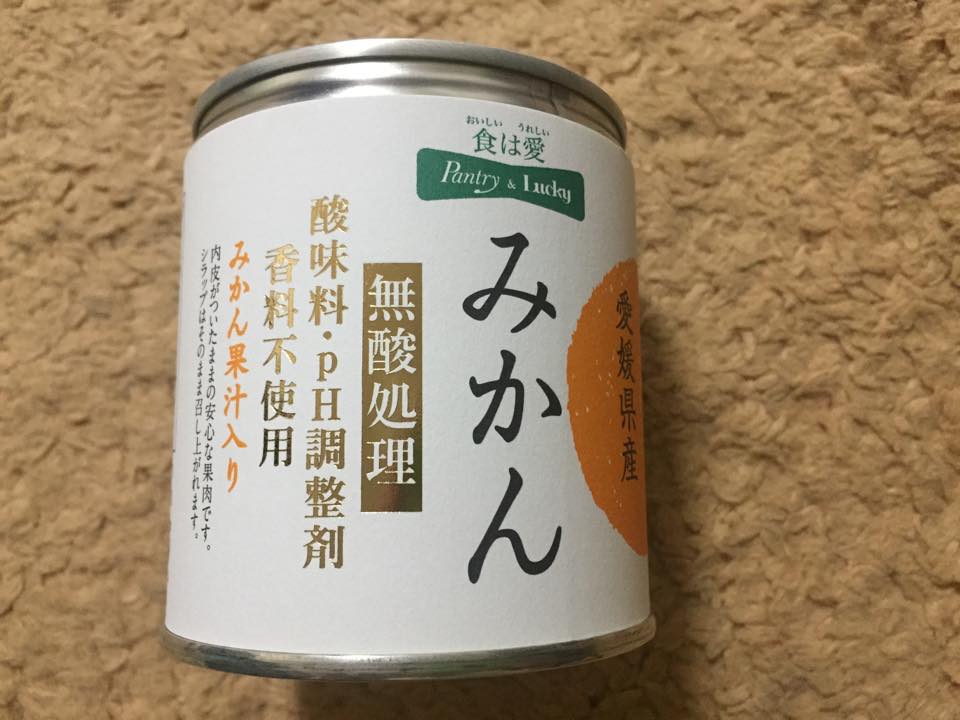 おいしい うれしい
食は愛
Pantry & Lucky
愛媛県産
みかん
無酸処理
酸味料・pH調整剤
香料不使用
みかん果汁入り
内皮がついたままの安心な果肉です。
シラップはそのまま召し上がれます。